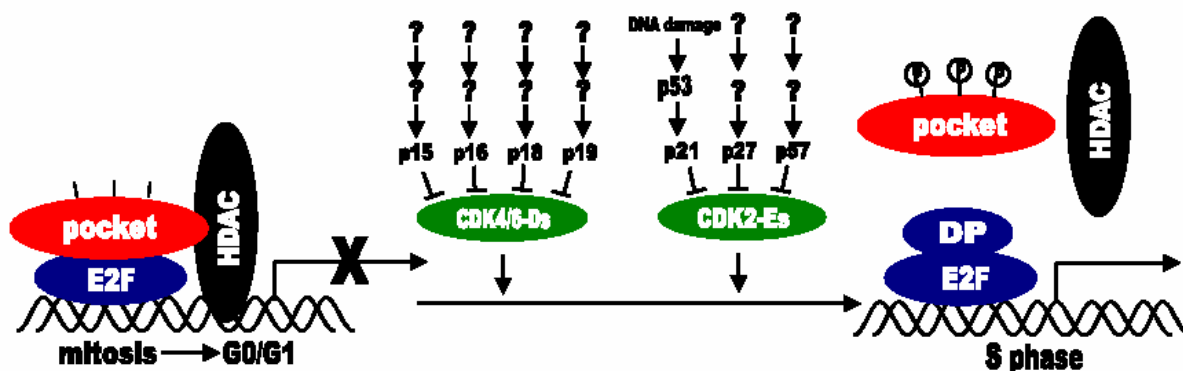 ? ? ? ? DNA damage ? ?
? ? ? ? p53 ? ?
p15 p16 p18 p19 p21 p27 p57
P P P
pocket
HDAC
pocket
HDAC
CDK4/6-Ds
CDK2-Es
DP
E2F
X
E2F
mitosis G0/G1
S phase